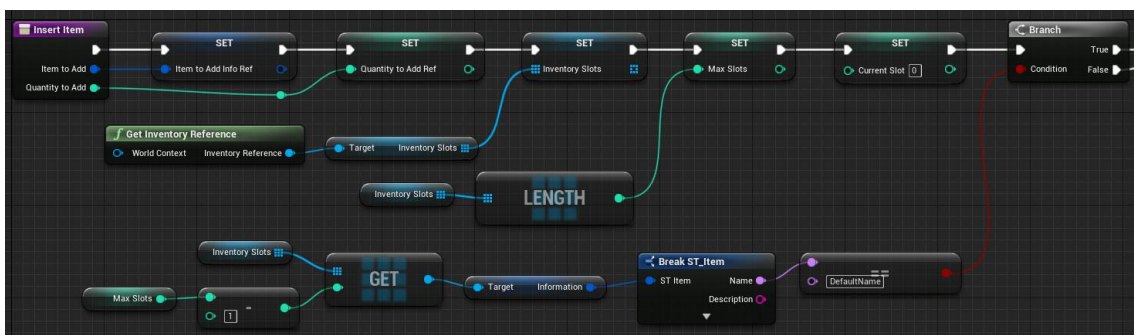 Insert Item
Item to Add
Quantity to Add
SET
Item to Add Info Ref
SET
Quantity to Add Ref
SET
Inventory Slots
SET
Max Slots
SET
Current Slot 0
Branch
True
Condition False
f Get Inventory Reference
World Context Inventory Reference
Target Inventory Slots
Inventory Slots
LENGTH
Inventory Slots
GET
Max Slots
1 -
Target Information
Break ST_Item
ST Item Name
Description
==
DefaultName